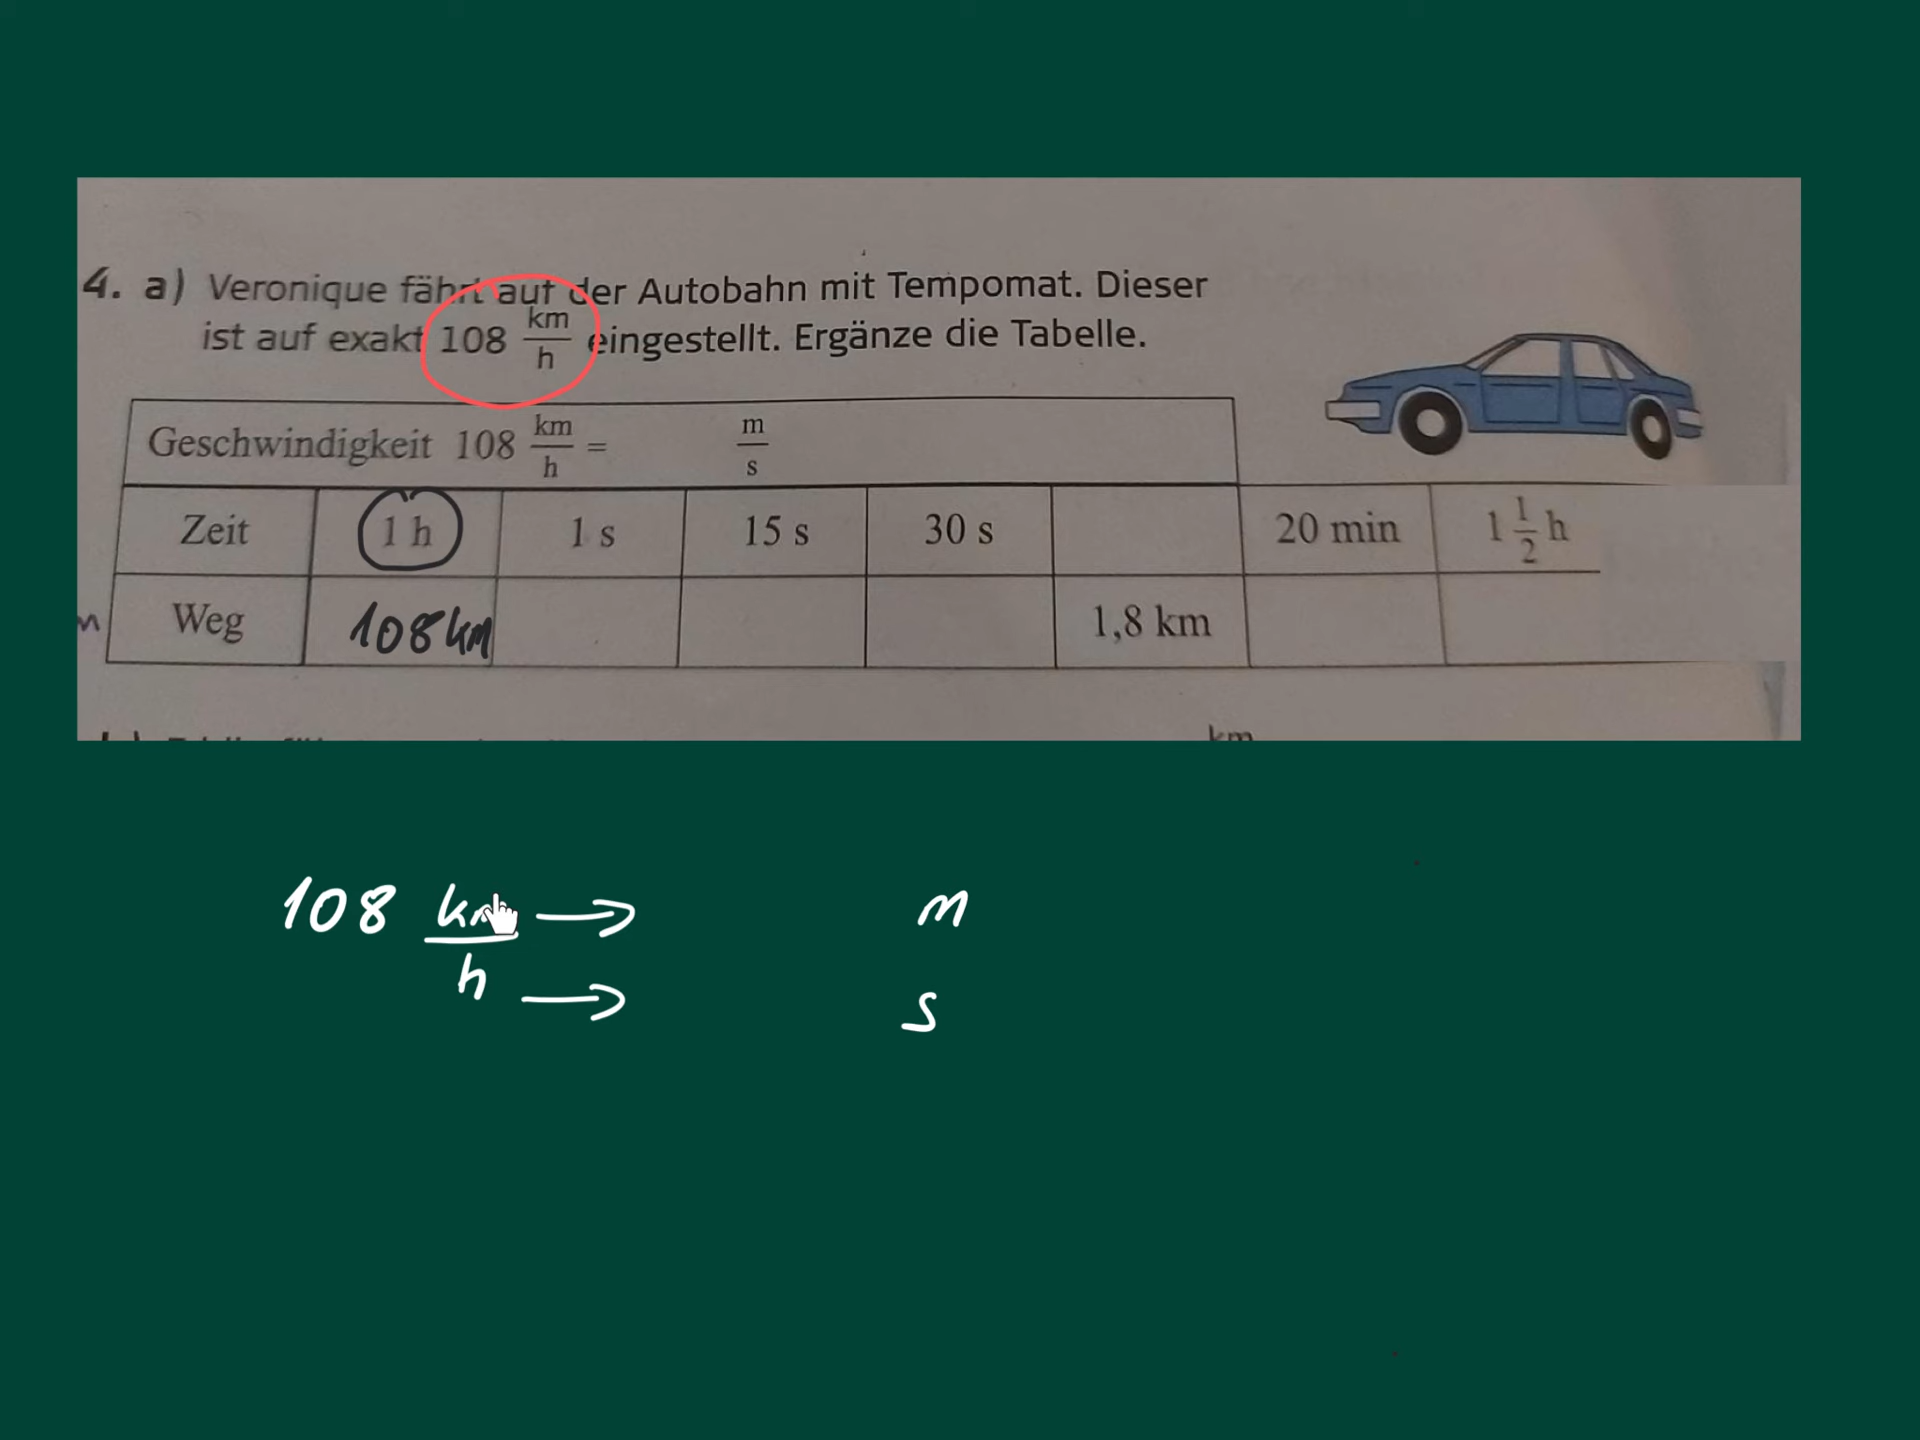 4. a) Veronique fährt auf der Autobahn mit Tempomat. Dieser
ist auf exakt 108 km/h eingestellt. Ergänze die Tabelle.
Geschwindigkeit 108 km/h = m/s
Zeit 1 h 1 s 15 s 30 s 20 min 1 1/2 h
Weg 108 km 1,8 km
km
108 km/h → m
→ s